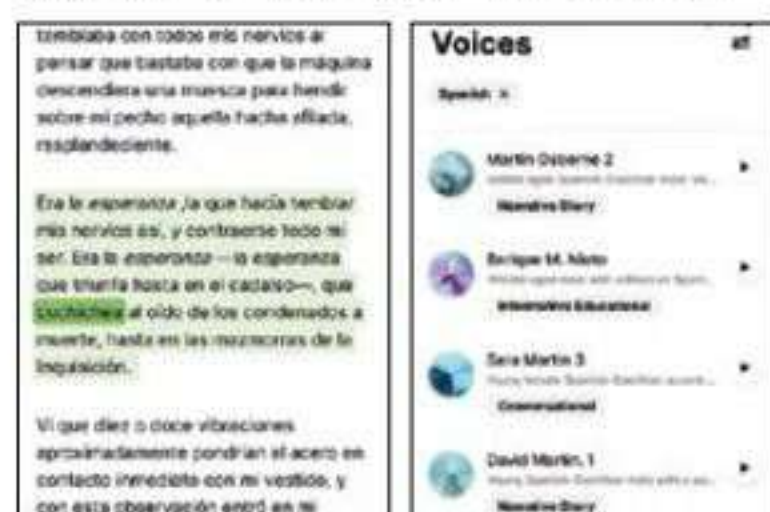 temblaba con todos mis nervios al
pensar que bastaba con que la máquina
descendiera una muesca para hendir
sobre mi pecho aquella hacha afilada,
resplandeciente.
Era la esperanza ,la que hacía temblar
mis nervios así, y contraerse todo mi
ser. Era la esperanza —la esperanza
que triunfa hasta en el cadalso—, que
cuchichea al oído de los condenados a
muerte, hasta en las mazmorras de la
Inquisición.
Vi que diez o doce vibraciones
aproximadamente pondrían el acero en
contacto inmediato con mi vestido, y
con esta observación entró en mi
Voices
Spanish ×
Martin Osborne 2
Narrative Story
Enrique M. Nieto
Informative Educational
Sara Martin 3
Conversational
David Martin. 1
Narrative Story